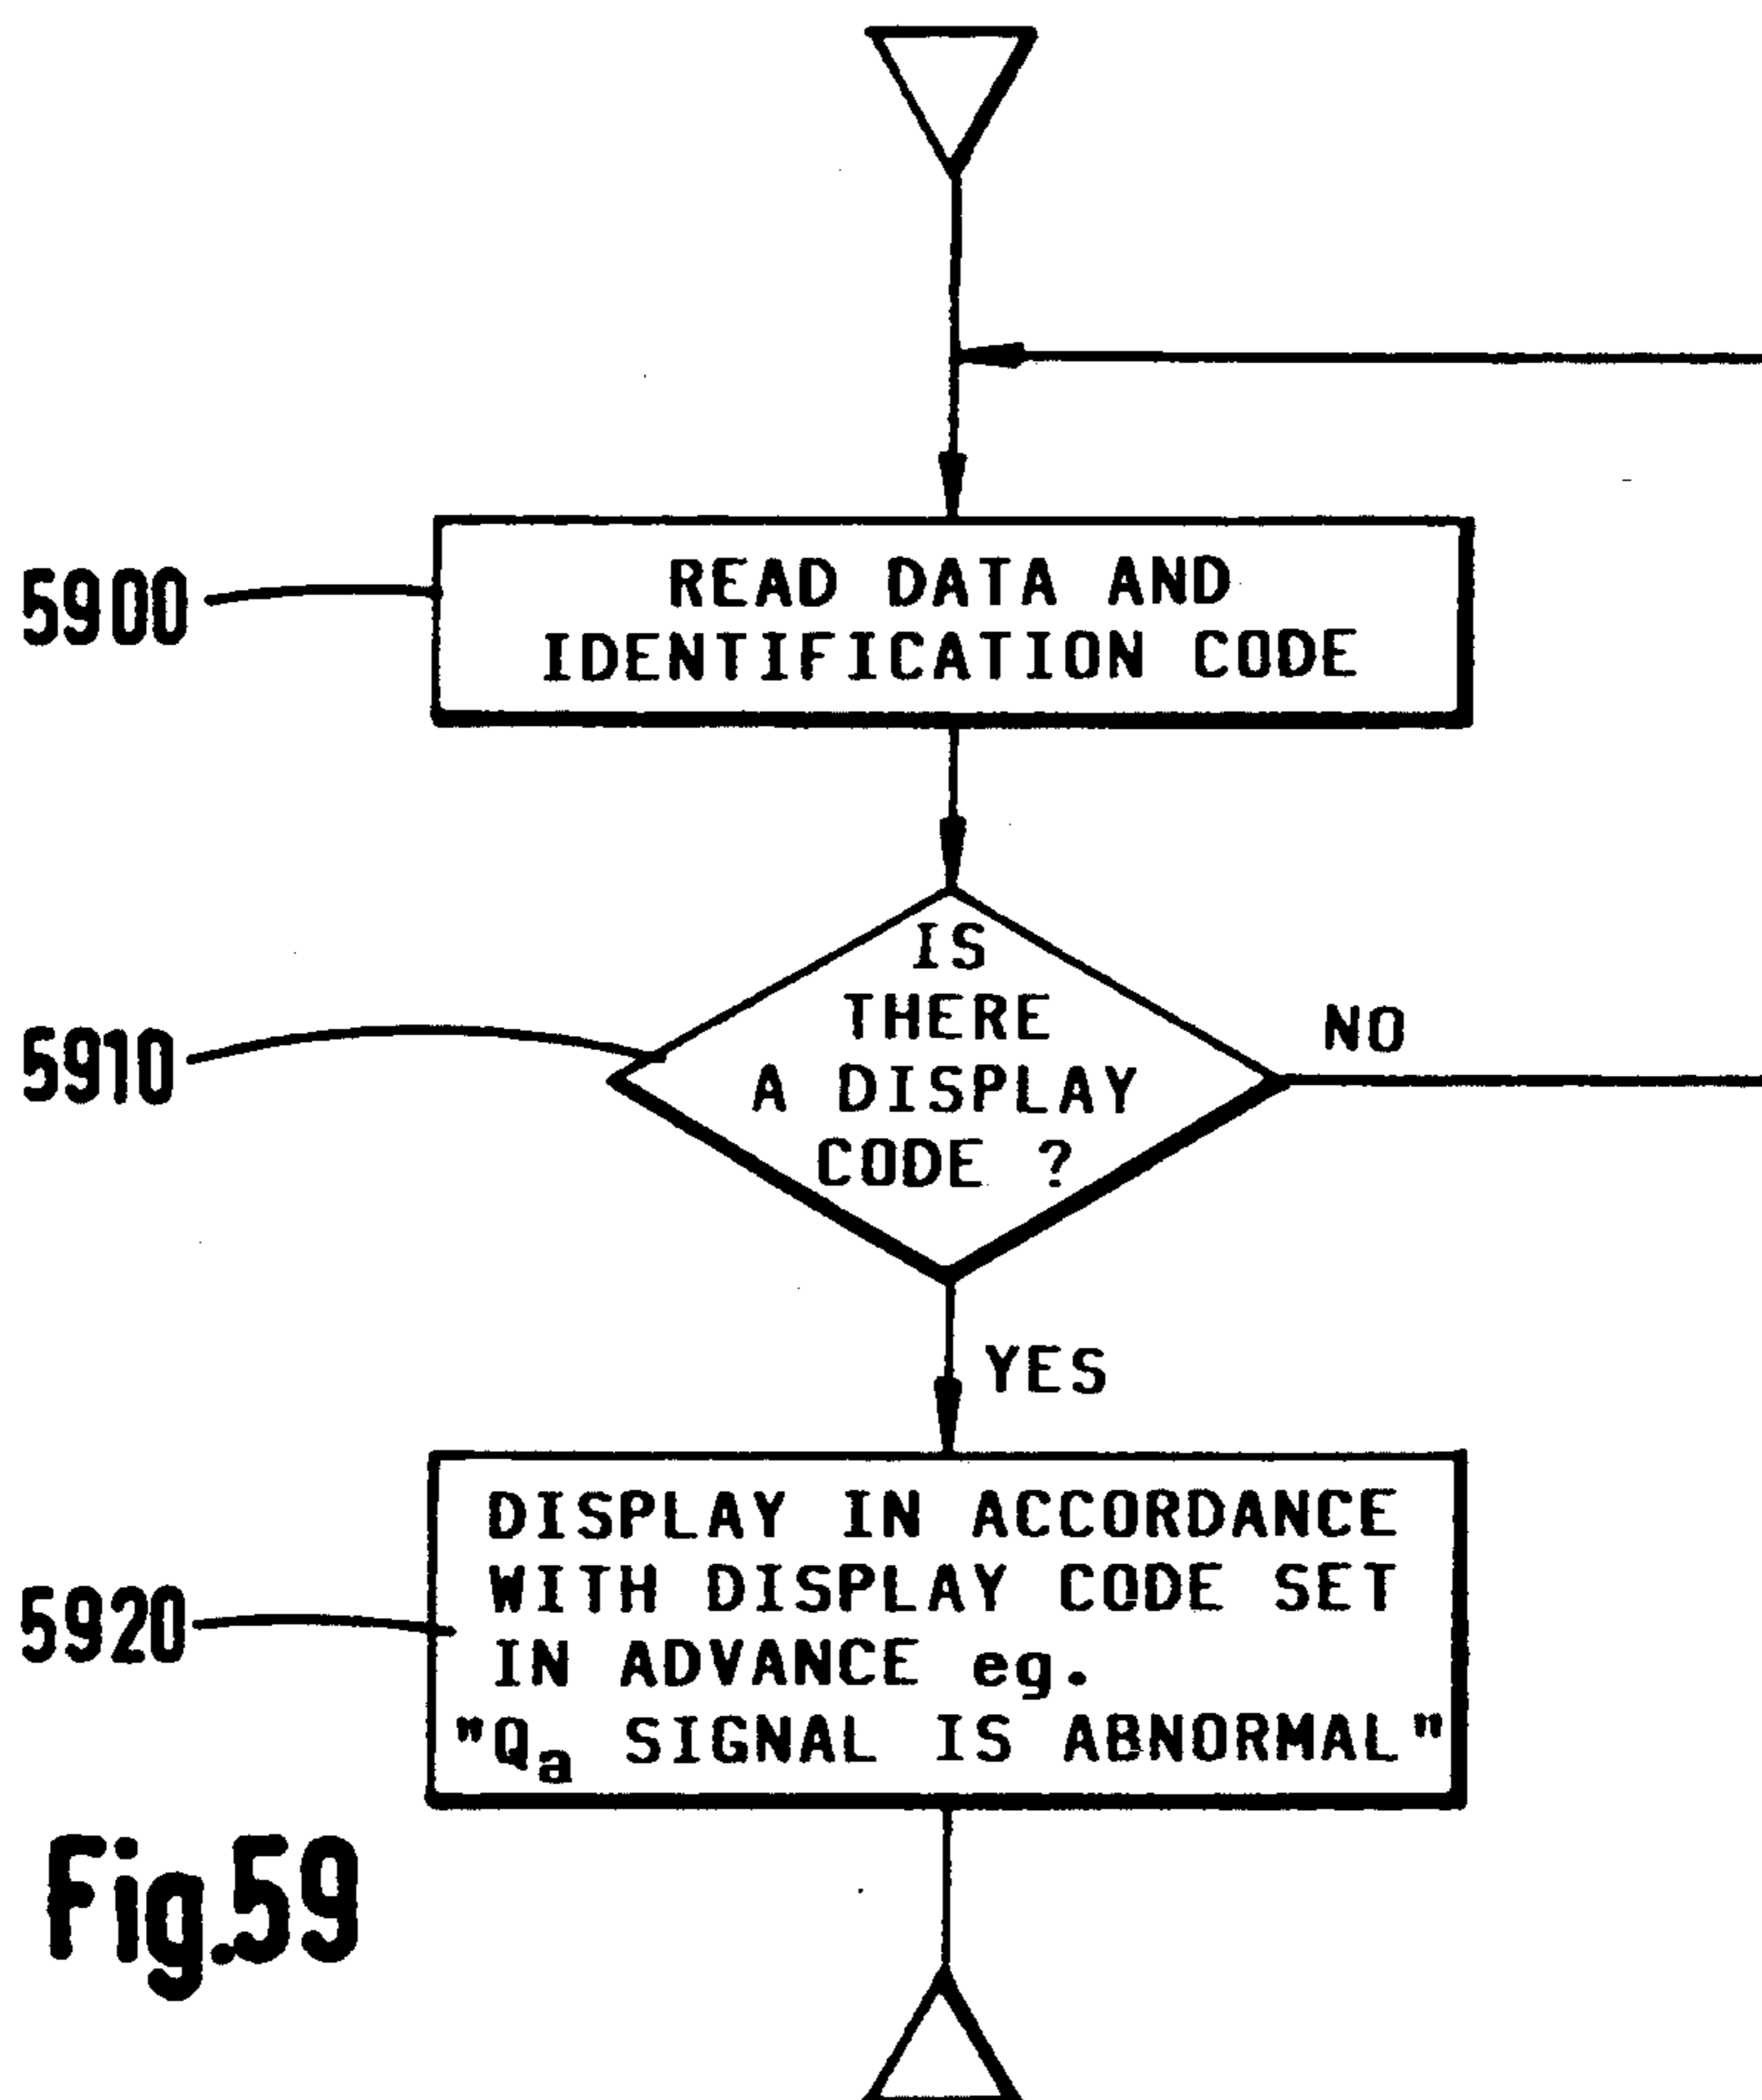 5900
READ DATA AND
IDENTIFICATION CODE
5910
IS
THERE
A DISPLAY
CODE ?
NO
YES
5920
DISPLAY IN ACCORDANCE
WITH DISPLAY CODE SET
IN ADVANCE eg.
"Qa SIGNAL IS ABNORMAL"
Fig.59